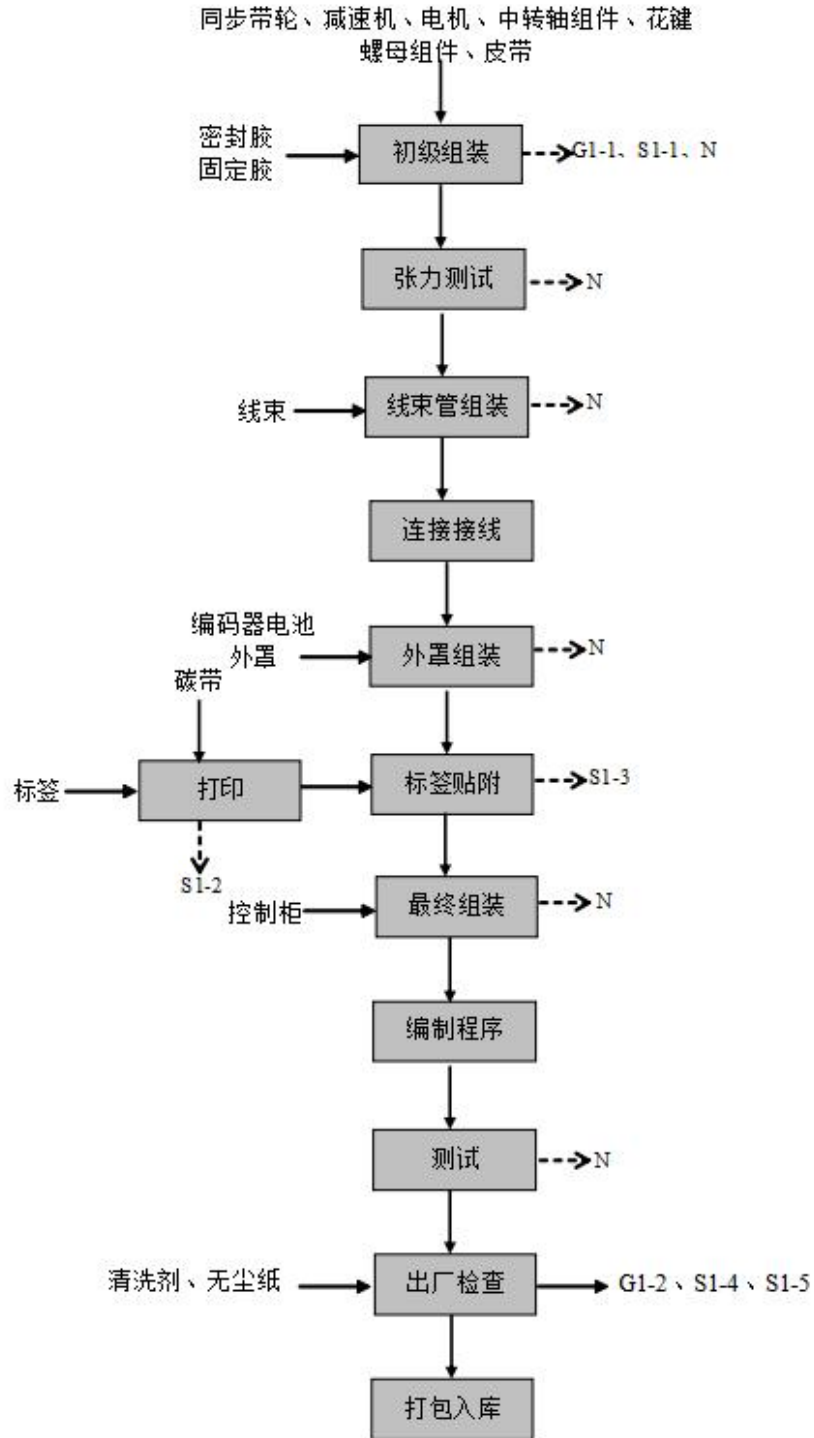 同步带轮、减速机、电机、中转轴组件、花键
螺母组件、皮带
密封胶
固定胶
初级组装
G1-1、S1-1、N
张力测试
N
线束
线束管组装
N
连接接线
编码器电池
外罩
外罩组装
N
碳带
标签
打印
标签贴附
S1-3
S1-2
控制柜
最终组装
N
编制程序
测试
N
清洗剂、无尘纸
出厂检查
G1-2、S1-4、S1-5
打包入库